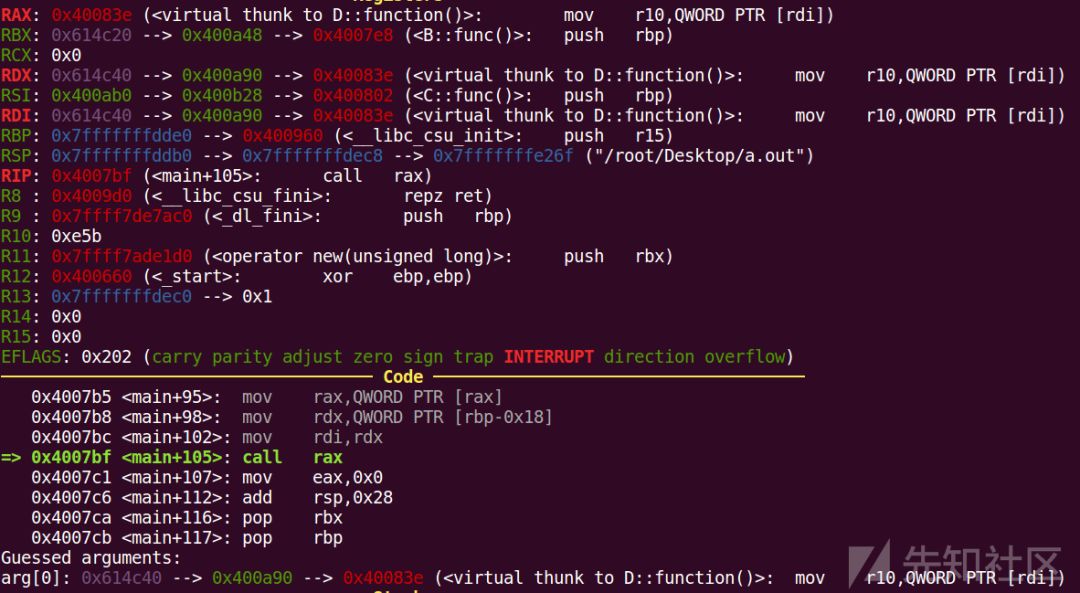 RAX: 0x40083e (<virtual thunk to D::function()>: mov r10,QWORD PTR [rdi])
RBX: 0x614c20 --> 0x400a48 --> 0x4007e8 (<B::func()>: push rbp)
RCX: 0x0
RDX: 0x614c40 --> 0x400a90 --> 0x40083e (<virtual thunk to D::function()>: mov r10,QWORD PTR [rdi])
RSI: 0x400ab0 --> 0x400b28 --> 0x400802 (<C::func()>: push rbp)
RDI: 0x614c40 --> 0x400a90 --> 0x40083e (<virtual thunk to D::function()>: mov r10,QWORD PTR [rdi])
RBP: 0x7fffffffdde0 --> 0x400960 (<__libc_csu_init>: push r15)
RSP: 0x7fffffffddb0 --> 0x7fffffffdec8 --> 0x7fffffffe26f ("/root/Desktop/a.out")
RIP: 0x4007bf (<main+105>: call rax)
R8 : 0x4009d0 (<__libc_csu_fini>: repz ret)
R9 : 0x7ffff7de7ac0 (<_dl_fini>: push rbp)
R10: 0xe5b
R11: 0x7ffff7ade1d0 (<operator new(unsigned long)>: push rbx)
R12: 0x400660 (<_start>: xor ebp,ebp)
R13: 0x7fffffffdec0 --> 0x1
R14: 0x0
R15: 0x0
EFLAGS: 0x202 (carry parity adjust zero sign trap INTERRUPT direction overflow)
Code
0x4007b5 <main+95>: mov rax,QWORD PTR [rax]
0x4007b8 <main+98>: mov rdx,QWORD PTR [rbp-0x18]
0x4007bc <main+102>: mov rdi,rdx
=> 0x4007bf <main+105>: call rax
0x4007c1 <main+107>: mov eax,0x0
0x4007c6 <main+112>: add rsp,0x28
0x4007ca <main+116>: pop rbx
0x4007cb <main+117>: pop rbp
Guessed arguments:
arg[0]: 0x614c40 --> 0x400a90 --> 0x40083e (<virtual thunk to D::function()>: mov r10,QWORD PTR [rdi])
先知社区